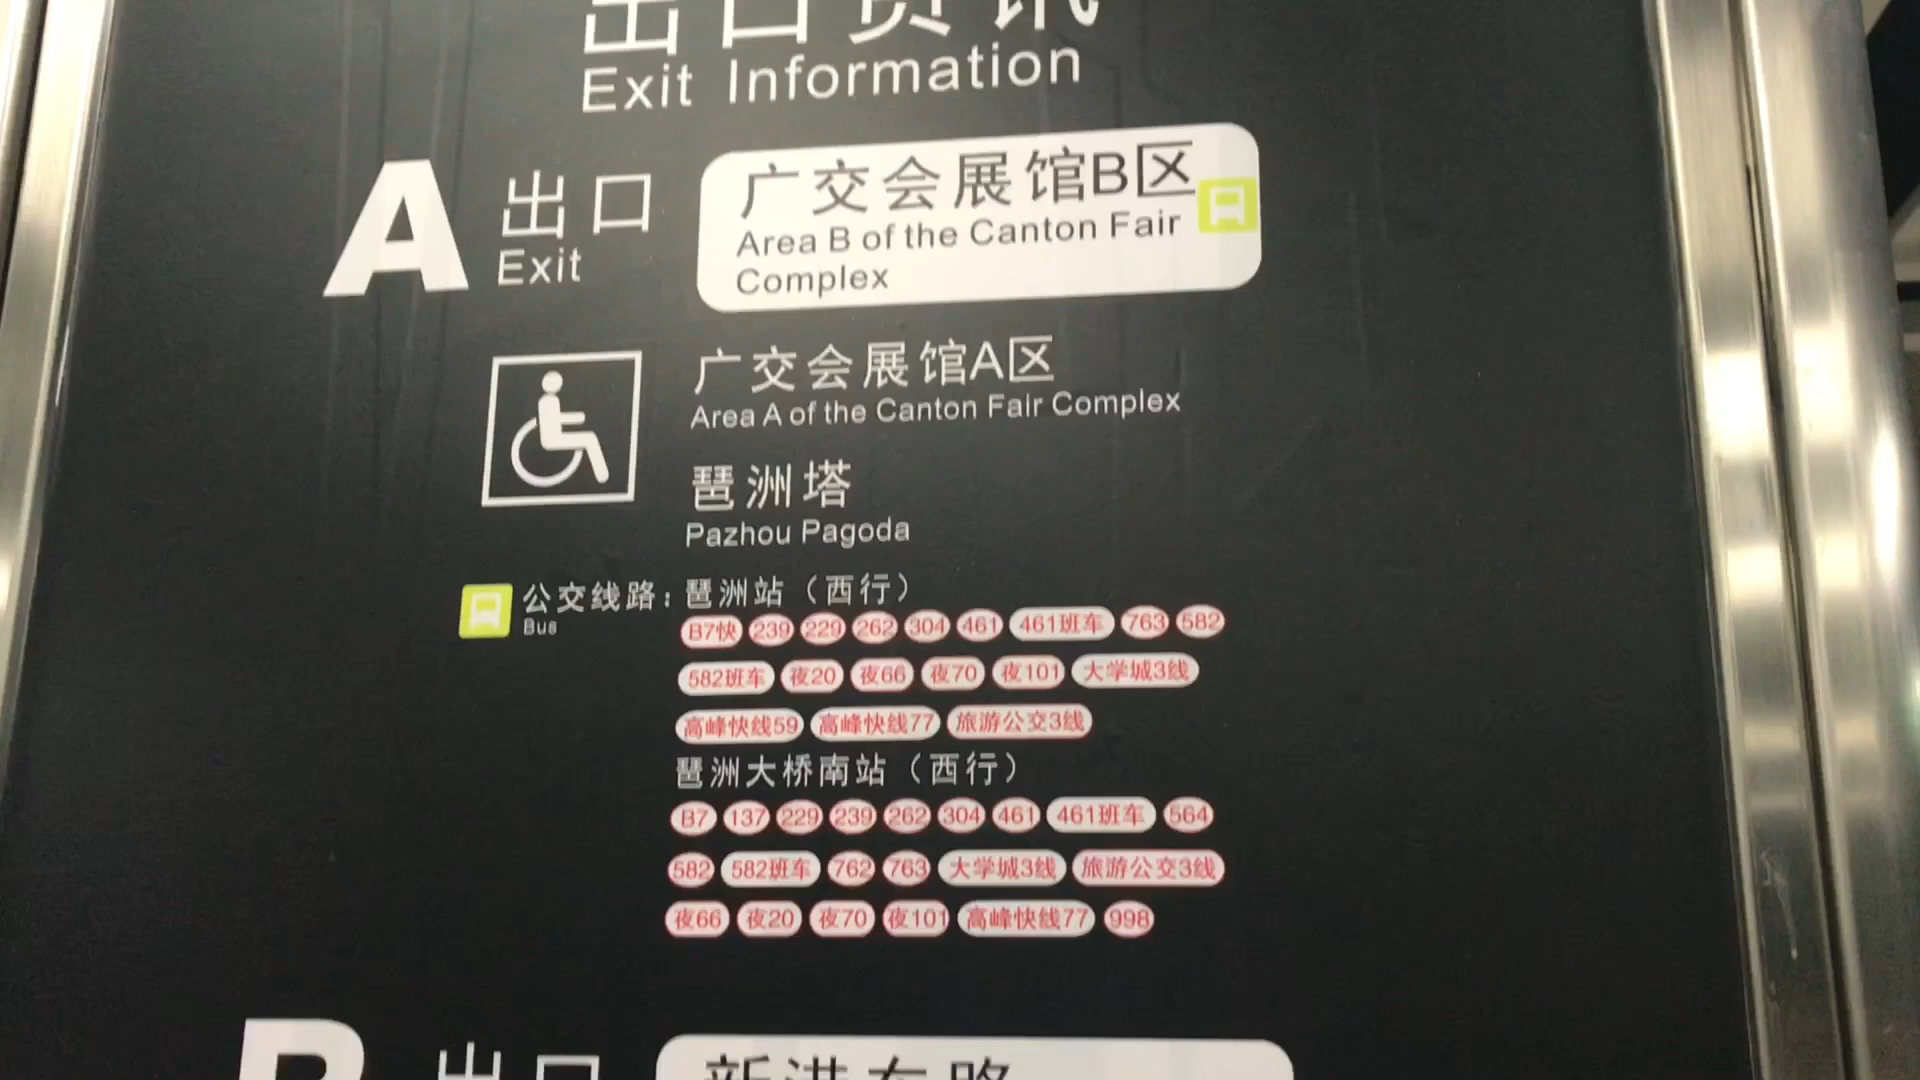 出口资讯
Exit Information
A 出口 Exit
广交会展馆B区
Area B of the Canton Fair
Complex
广交会展馆A区
Area A of the Canton Fair Complex
琶洲塔
Pazhou Pagoda
公交线路：琶洲站（西行）
Bus
B7快 239 229 262 304 461 461班车 763 582
582班车 夜20 夜66 夜70 夜101 大学城3线
高峰快线59 高峰快线77 旅游公交3线
琶洲大桥南站（西行）
B7 137 229 239 262 304 461 461班车 564
582 582班车 762 763 大学城3线 旅游公交3线
夜66 夜20 夜70 夜101 高峰快线77 998
B 出口 新港东路